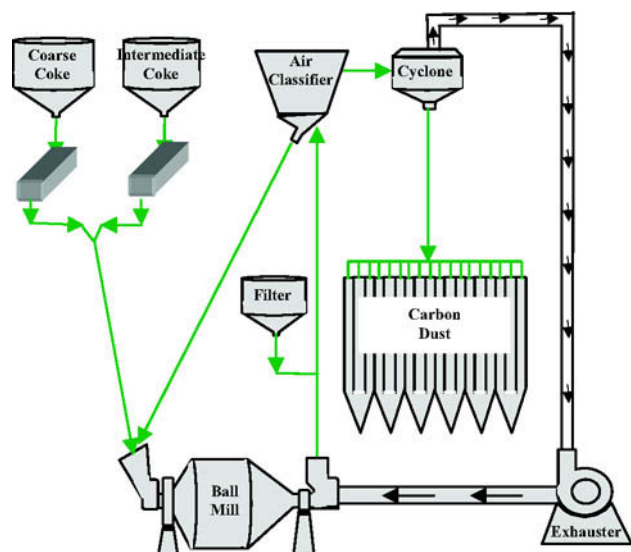 Coarse
Coke
Intermediate
Coke
Air
Classifier
Cyclone
Filter
Carbon
Dust
Ball
Mill
Exhauster